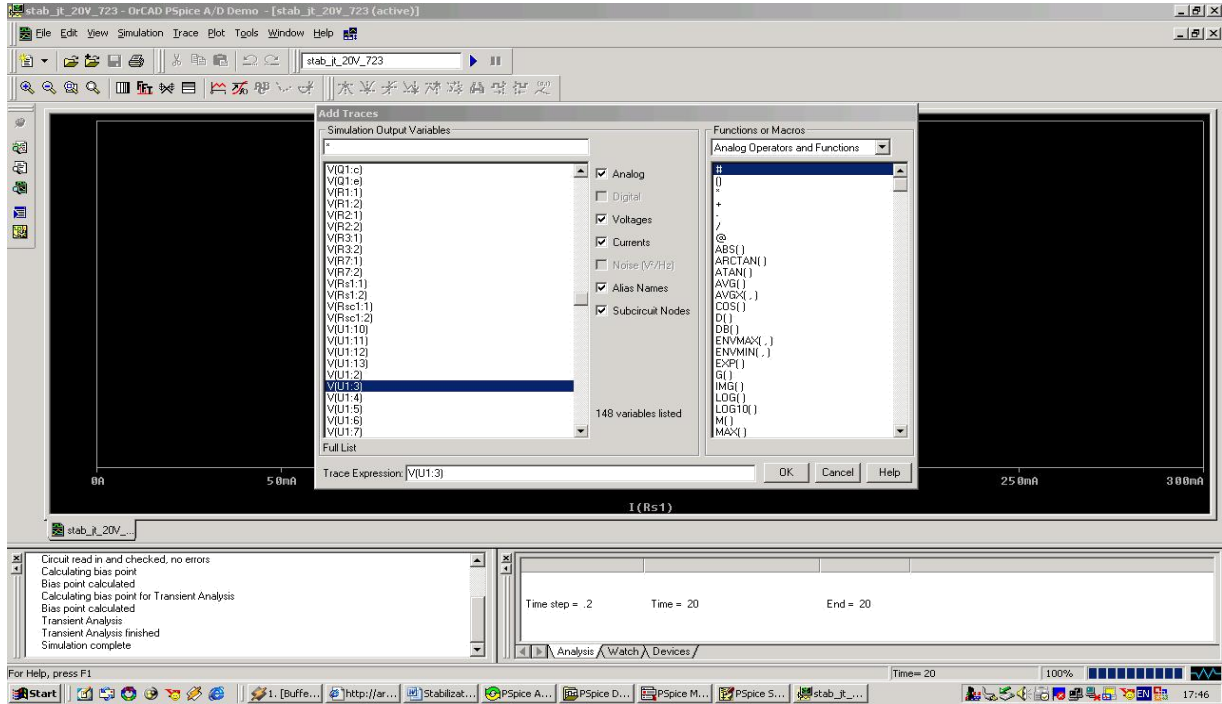 stab_jt_20V_723 - OrCAD PSpice A/D Demo - [stab_jt_20V_723 (active)]
File Edit View Simulation Trace Plot Tools Window Help
stab_jt_20V_723
Add Traces
Simulation Output Variables
*
V(Q1:c)
V(Q1:e)
V(R1:1)
V(R1:2)
V(R2:1)
V(R2:2)
V(R3:1)
V(R3:2)
V(R7:1)
V(R7:2)
V(Rs1:1)
V(Rs1:2)
V(Rsc1:1)
V(Rsc1:2)
V(U1:10)
V(U1:11)
V(U1:12)
V(U1:13)
V(U1:2)
V(U1:3)
V(U1:4)
V(U1:5)
V(U1:6)
V(U1:7)
Full List
Analog
Digital
Voltages
Currents
Noise (V²/Hz)
Alias Names
Subcircuit Nodes
148 variables listed
Functions or Macros
Analog Operators and Functions
#
()
*
+
-
/
@
ABS()
ARCTAN()
ATAN()
AVG()
AVGX(,)
COS()
D()
DB()
ENVMAX(,)
ENVMIN(,)
EXP()
G()
IMG()
LOG()
LOG10()
M()
MAX()
Trace Expression: V(U1:3)
OK Cancel Help
0A 50mA 250mA 300mA
I(Rs1)
stab_jt_20V_...
Circuit read in and checked, no errors
Calculating bias point
Bias point calculated
Calculating bias point for Transient Analysis
Bias point calculated
Transient Analysis
Transient Analysis finished
Simulation complete
Time step = .2 Time = 20 End = 20
Analysis Watch Devices
For Help, press F1
Time= 20 100%
Start 1. [Buffe... http://ar... Stabilizat... PSpice A... PSpice D... PSpice M... PSpice S... stab_jt_... EN 17:46